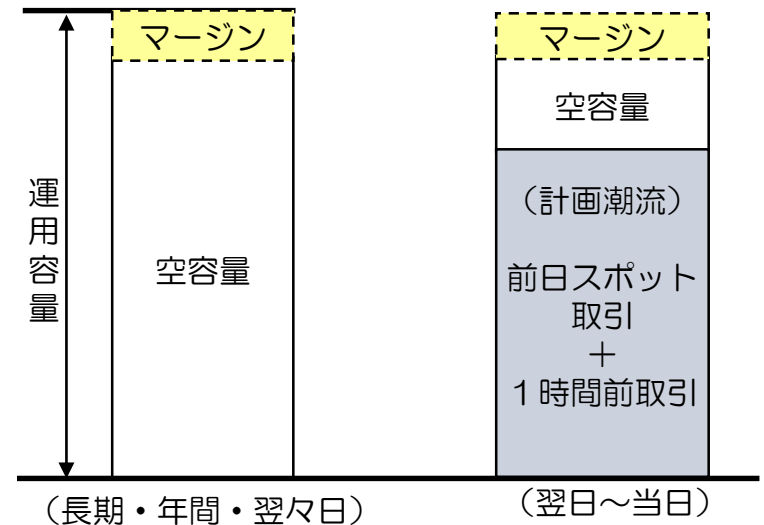 運用容量
マージン
空容量
（長期・年間・翌々日）
マージン
空容量
（計画潮流）
前日スポット
取引
＋
１時間前取引
（翌日～当日）